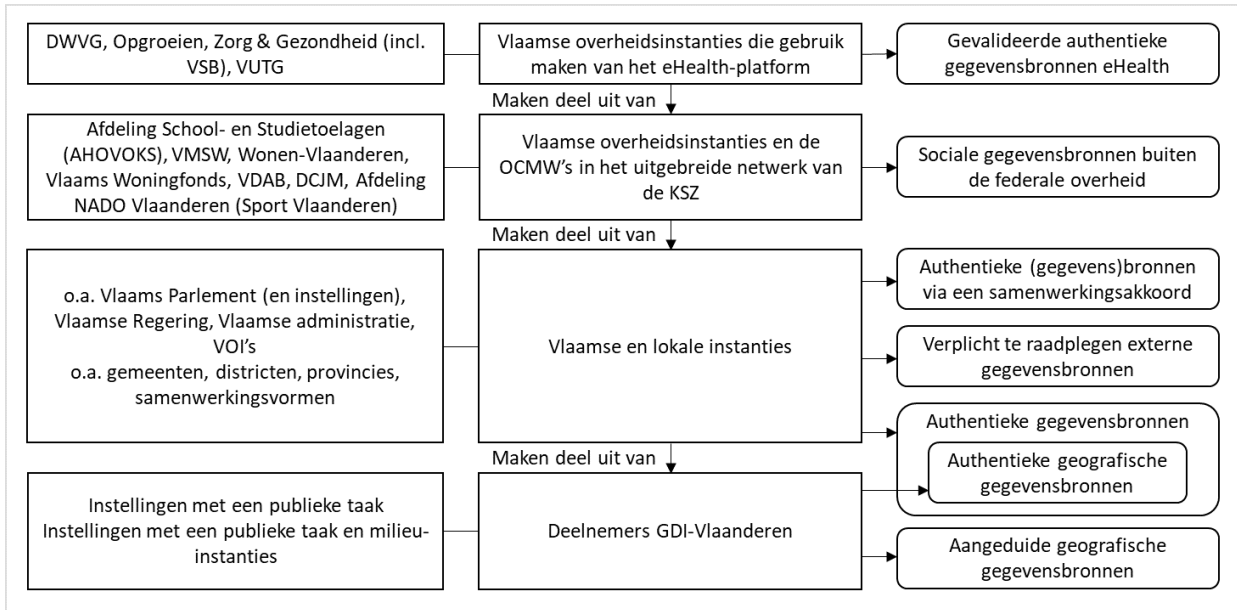 DWVG, Opgroeien, Zorg & Gezondheid (incl.
VSB), VUTG
Vlaamse overheidsinstanties die gebruik
maken van het eHealth-platform
Gevalideerde authentieke
gegevensbronnen eHealth
Maken deel uit van
Afdeling School- en Studietoelagen
(AHOVOKS), VMSW, Wonen-Vlaanderen,
Vlaams Woningfonds, VDAB, DCJM, Afdeling
NADO Vlaanderen (Sport Vlaanderen)
Vlaamse overheidsinstanties en de
OCMW's in het uitgebreide netwerk van
de KSZ
Sociale gegevensbronnen buiten
de federale overheid
Maken deel uit van
o.a. Vlaams Parlement (en instellingen),
Vlaamse Regering, Vlaamse administratie,
VOI's
o.a. gemeenten, districten, provincies,
samenwerkingsvormen
Vlaamse en lokale instanties
Authentieke (gegevens)bronnen
via een samenwerkingsakkoord
Verplicht te raadplegen externe
gegevensbronnen
Authentieke gegevensbronnen
Authentieke geografische
gegevensbronnen
Maken deel uit van
Instellingen met een publieke taak
Instellingen met een publieke taak en milieu-
instanties
Deelnemers GDI-Vlaanderen
Aangeduide geografische
gegevensbronnen